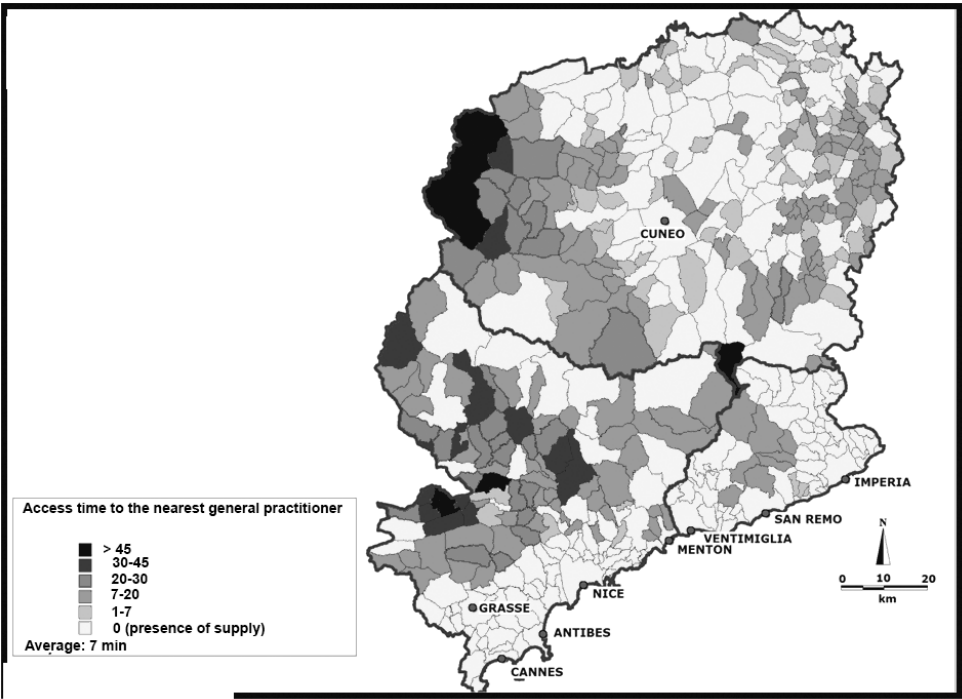 CUNEO
IMPERIA
SAN REMO
VENTIMIGLIA
MENTON
NICE
GRASSE
ANTIBES
CANNES
Access time to the nearest general practitioner
> 45
30-45
20-30
7-20
1-7
0 (presence of supply)
Average: 7 min
N
0 10 20
km